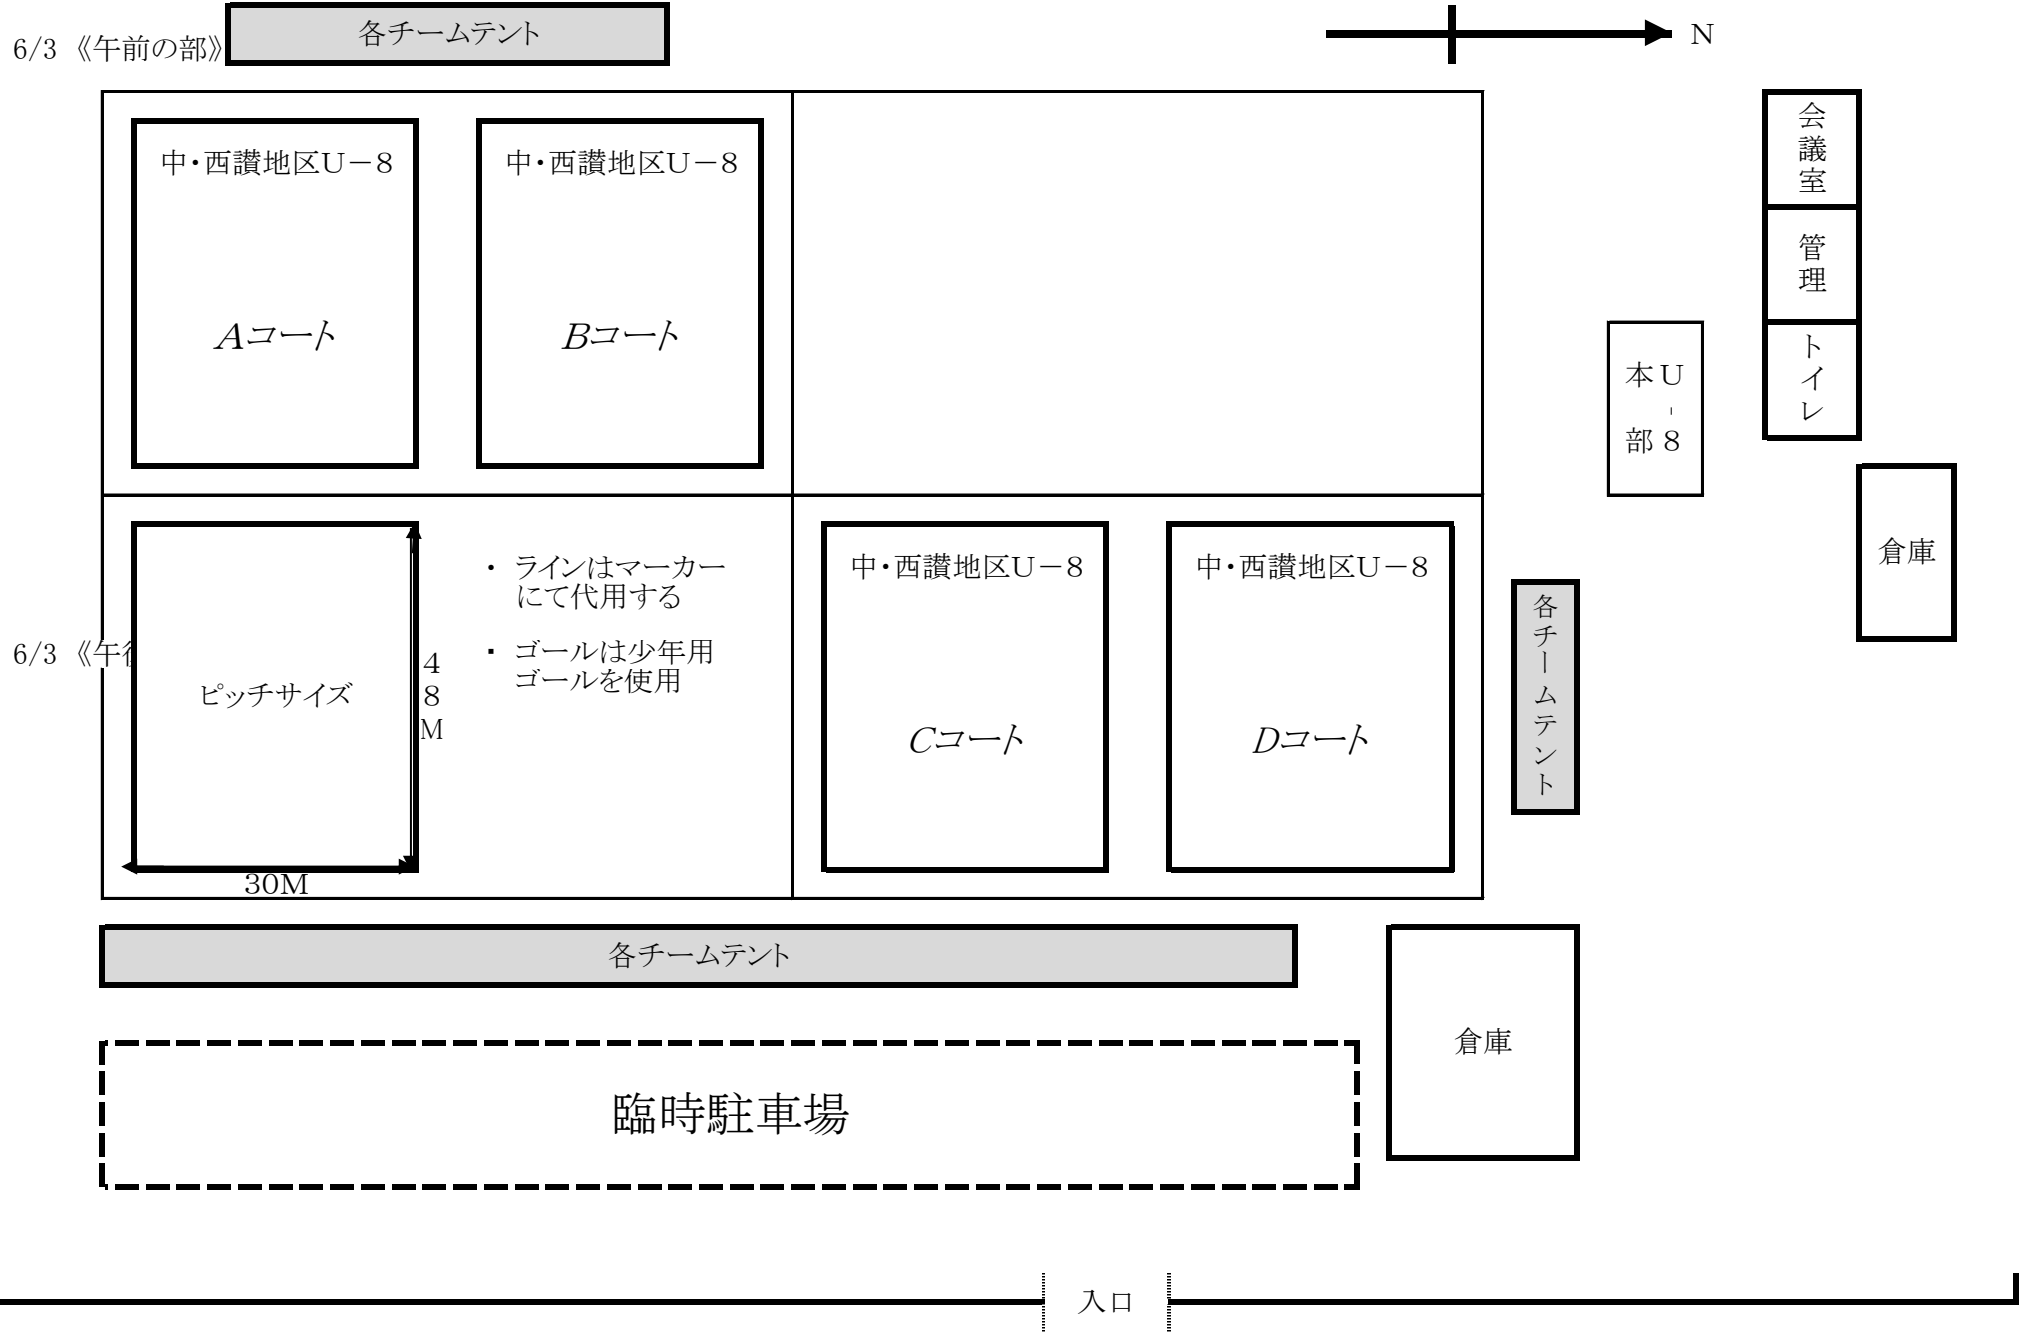 6/3 《午前の部》
各チームテント
N
中・西讃地区U－8
中・西讃地区U－8
Aコート
Bコート
会議室
管理
トイレ
U-8
本部
倉庫
6/3 《午
ピッチサイズ
48M
30M
・ ラインはマーカー
にて代用する
・ ゴールは少年用
ゴールを使用
中・西讃地区U－8
中・西讃地区U－8
Cコート
Dコート
各チームテント
各チームテント
倉庫
臨時駐車場
入口